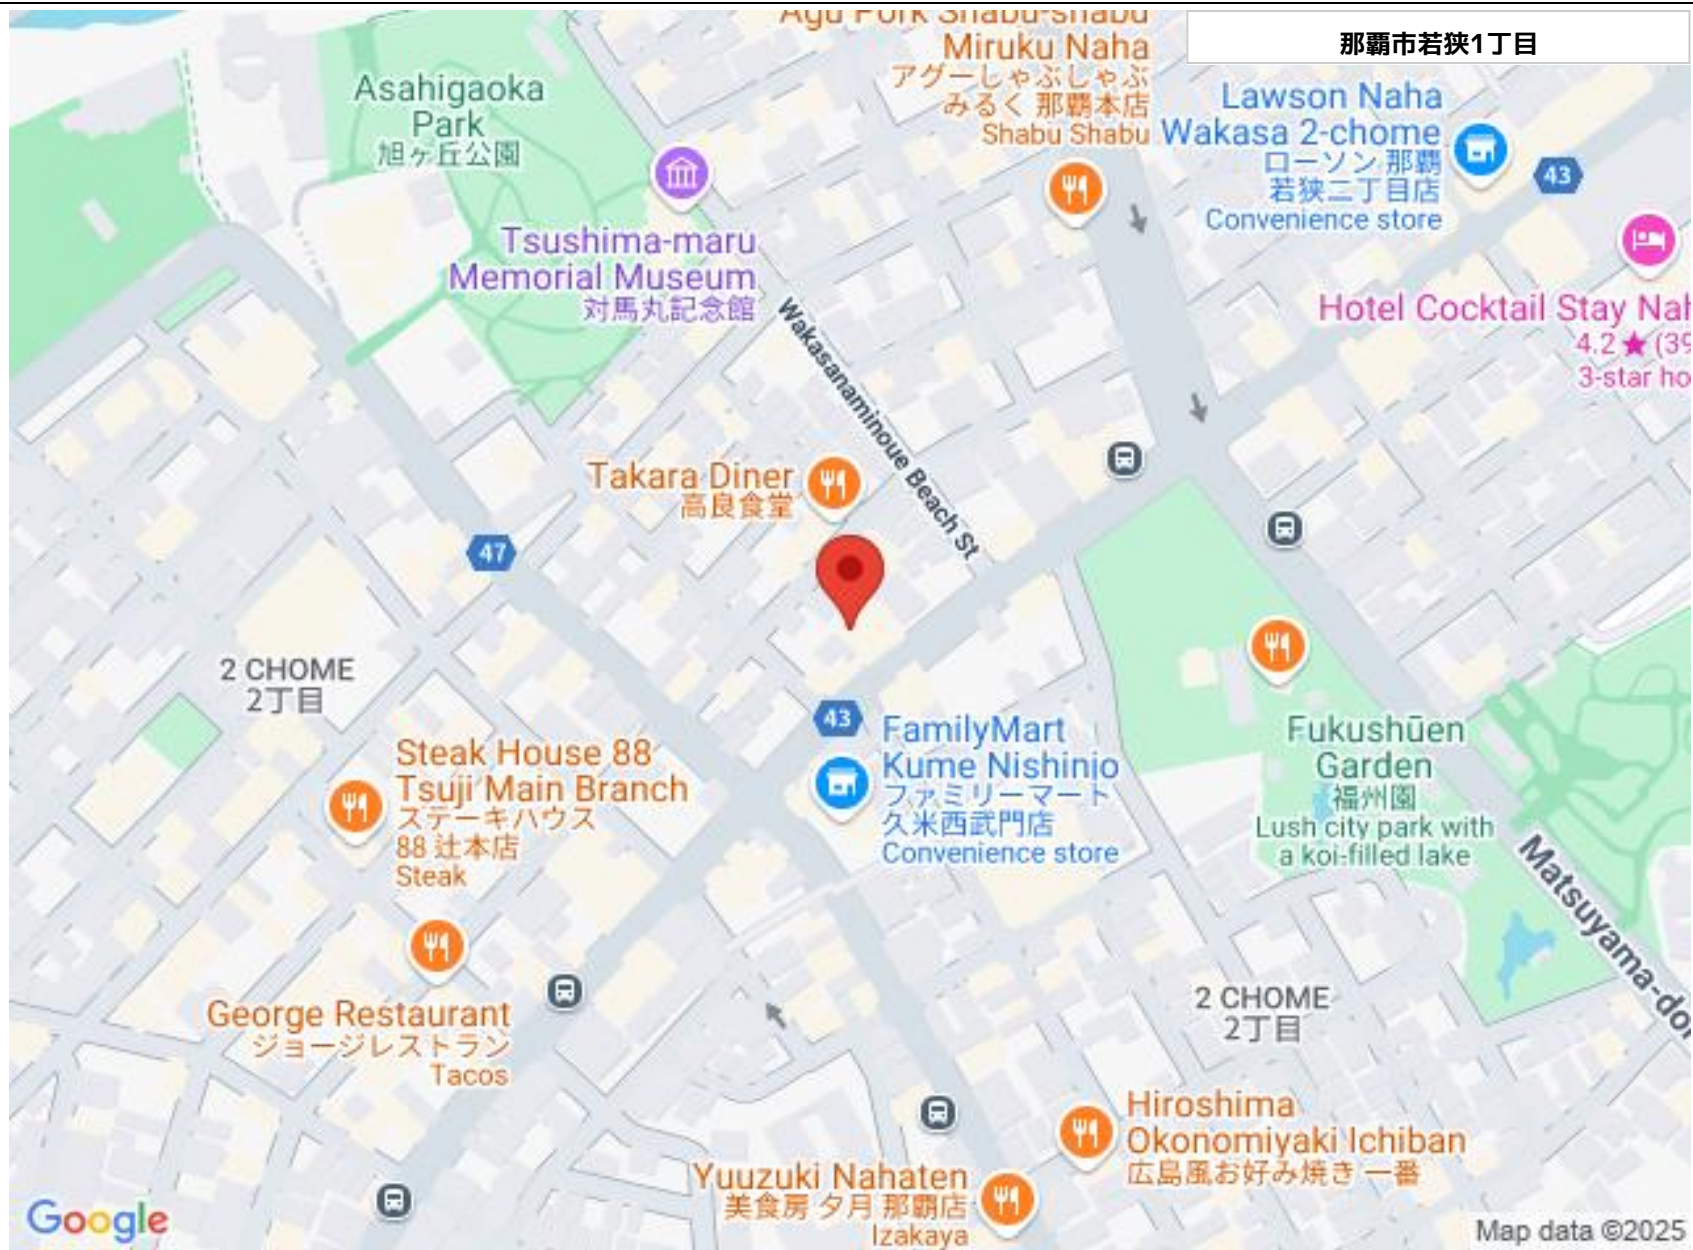 Agu Pork Shabu-shabu
Miruku Naha
アグーしゃぶしゃぶ
みるく 那覇本店
Shabu Shabu
那覇市若狭1丁目
Asahigaoka
Park
旭ヶ丘公園
Lawson Naha
Wakasa 2-chome
ローソン 那覇
若狭二丁目店
Convenience store
43
Tsushima-maru
Memorial Museum
対馬丸記念館
Hotel Cocktail Stay Nah
4.2★ (39
3-star ho
Wakasanaminoue Beach St
Takara Diner
高良食堂
47
2 CHOME
2丁目
43
FamilyMart
Kume Nishinjo
ファミリーマート
久米西武門店
Convenience store
Fukushūen
Garden
福州園
Lush city park with
a koi-filled lake
Steak House 88
Tsuji Main Branch
ステーキハウス
88 辻本店
Steak
Matsuyama-dor
George Restaurant
ジョージレストラン
Tacos
2 CHOME
2丁目
Hiroshima
Okonomiyaki Ichiban
広島風お好み焼き 一番
Yuuzuki Nahaten
美食房 夕月 那覇店
Izakaya
Google
Map data ©2025